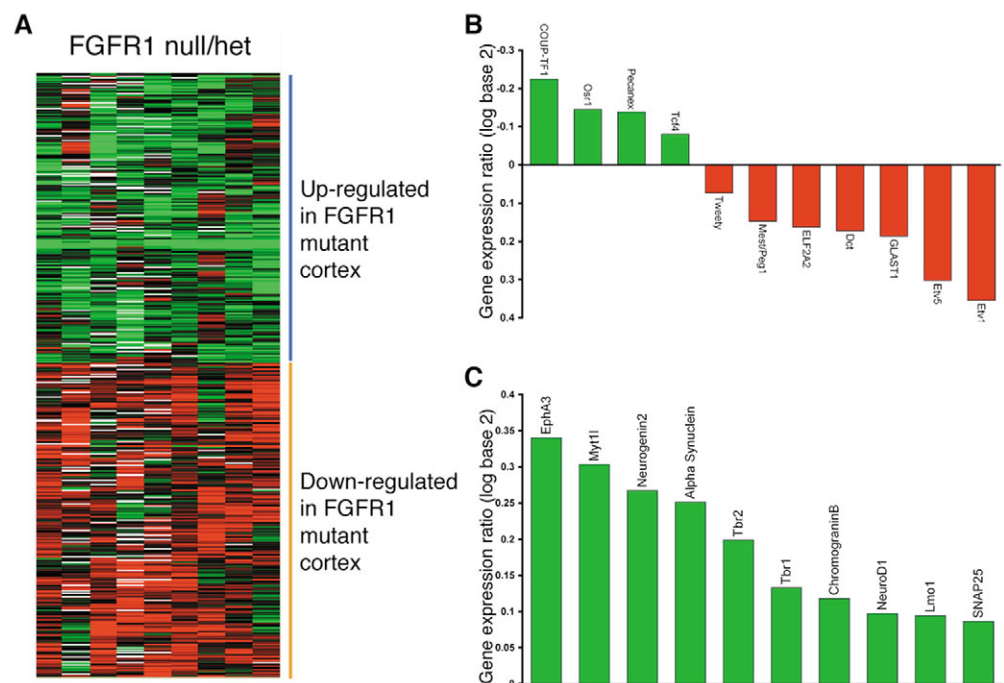 A
FGFR1 null/het
Up-regulated
in FGFR1
mutant
cortex
Down-regulated
in FGFR1
mutant
cortex
B
Gene expression ratio (log base 2)
-0.3
-0.2
-0.1
0
0.1
0.2
0.3
0.4
COUP-TF1
Osr1
Pecanex
Tcf4
Tweety
Mest/Peg1
ELF2A2
Dct
GLAST1
Etv5
Etv1
C
Gene expression ratio (log base 2)
0.4
0.35
0.3
0.25
0.2
0.15
0.1
0.05
0
EphA3
Myt1l
Neurogenin2
Alpha Synuclein
Tbr2
Tbr1
ChromograninB
NeuroD1
Lmo1
SNAP25